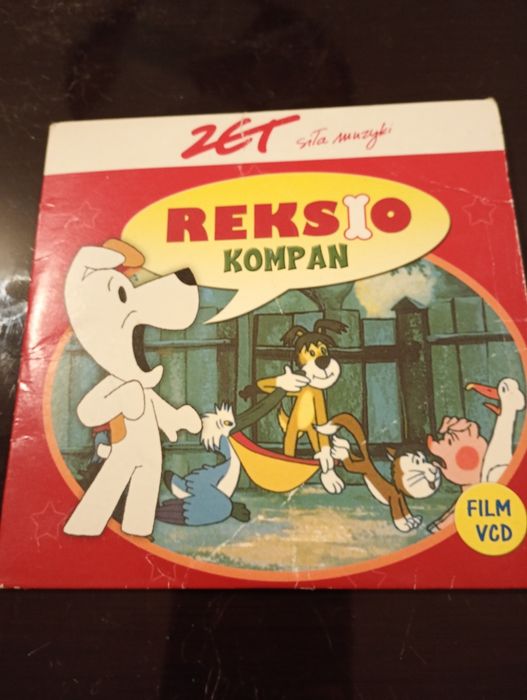 ZET siła muzyki
REKSIO
KOMPAN
FILM
VCD